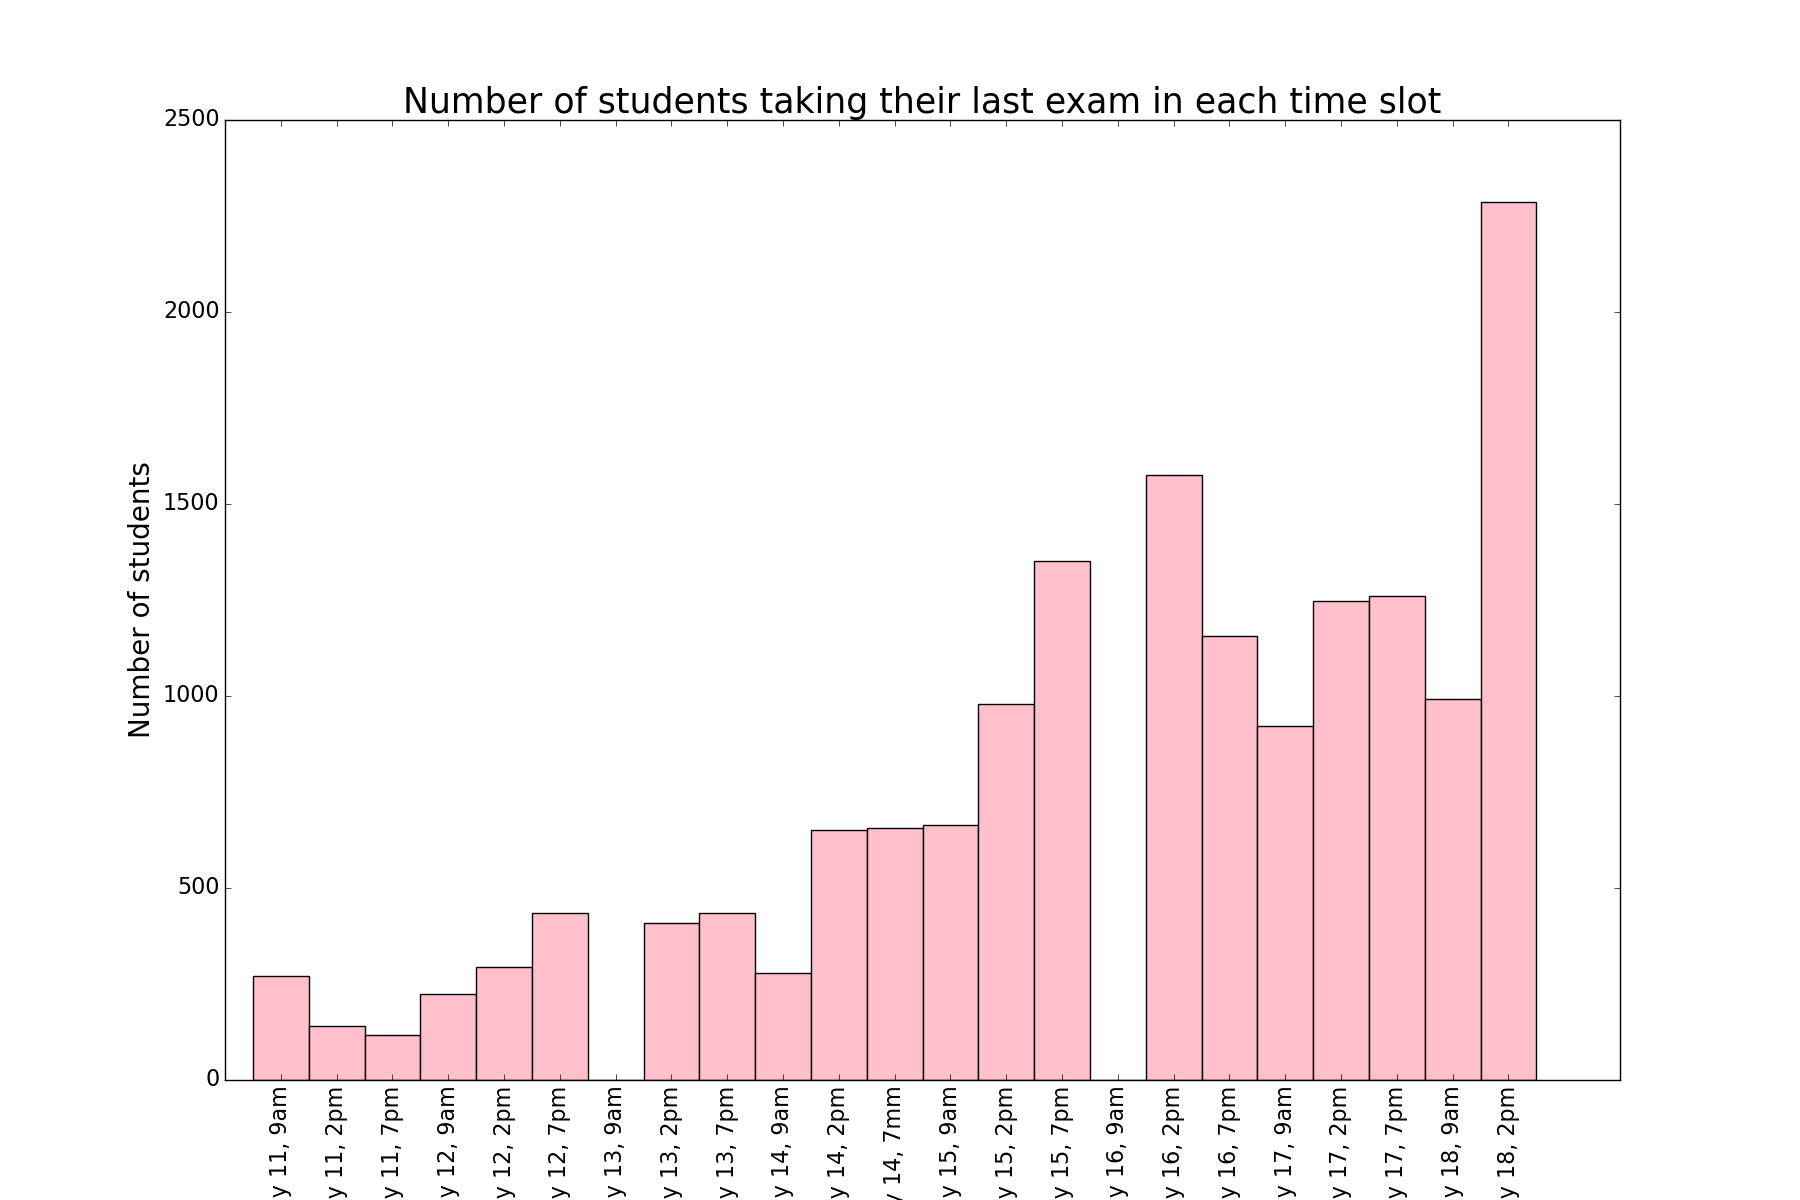 Number of students taking their last exam in each time slot
Number of students
2500
2000
1500
1000
500
0
y 11, 9am
y 11, 2pm
y 11, 7pm
y 12, 9am
y 12, 2pm
y 12, 7pm
y 13, 9am
y 13, 2pm
y 13, 7pm
y 14, 9am
y 14, 2pm
y 14, 7mm
y 15, 9am
y 15, 2pm
y 15, 7pm
y 16, 9am
y 16, 2pm
y 16, 7pm
y 17, 9am
y 17, 2pm
y 17, 7pm
y 18, 9am
y 18, 2pm